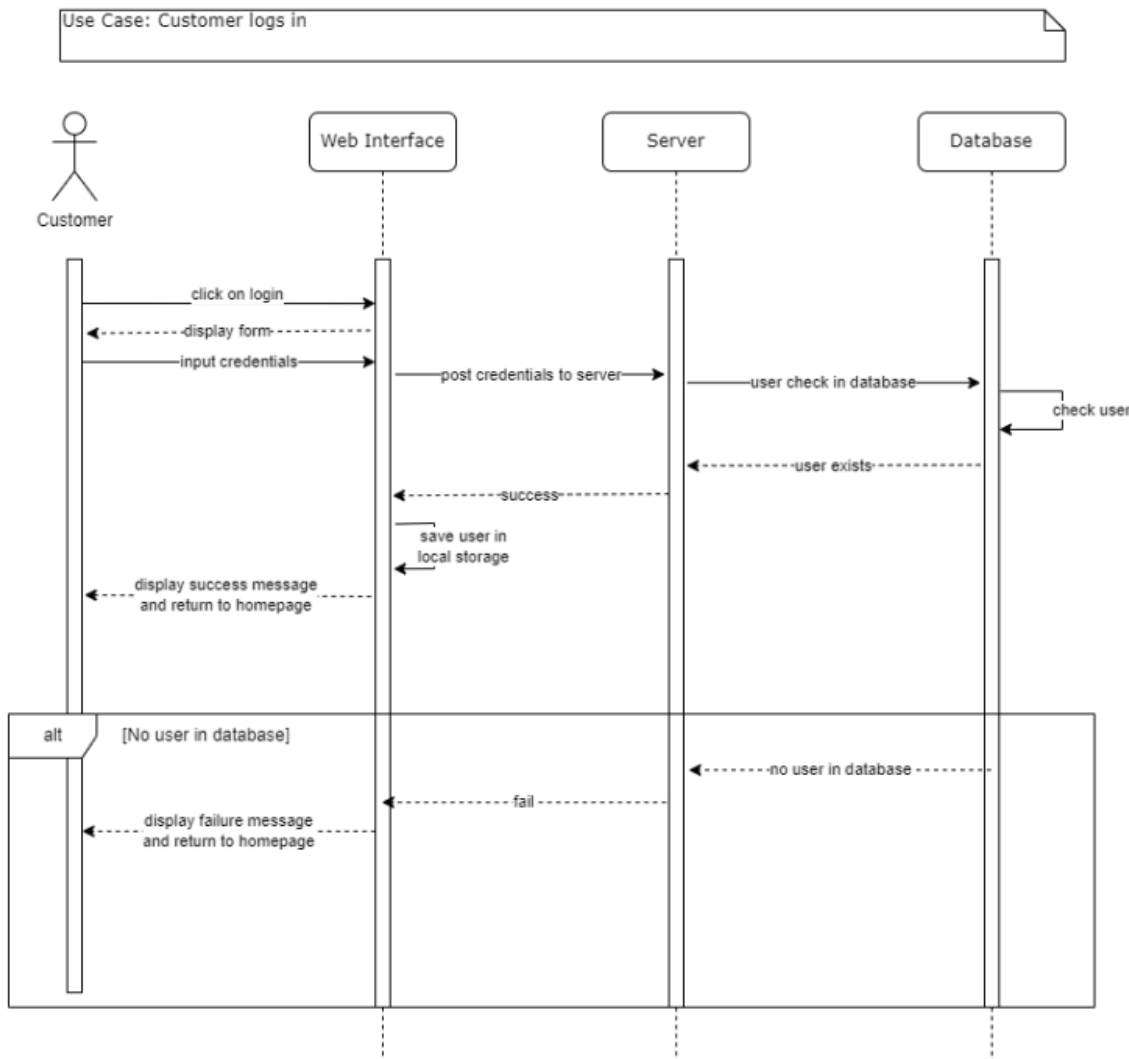 Use Case: Customer logs in
Web Interface
Server
Database
Customer
click on login
display form
input credentials
post credentials to server
user check in database
check user
user exists
success
save user in
local storage
display success message
and return to homepage
alt
[No user in database]
no user in database
fail
display failure message
and return to homepage